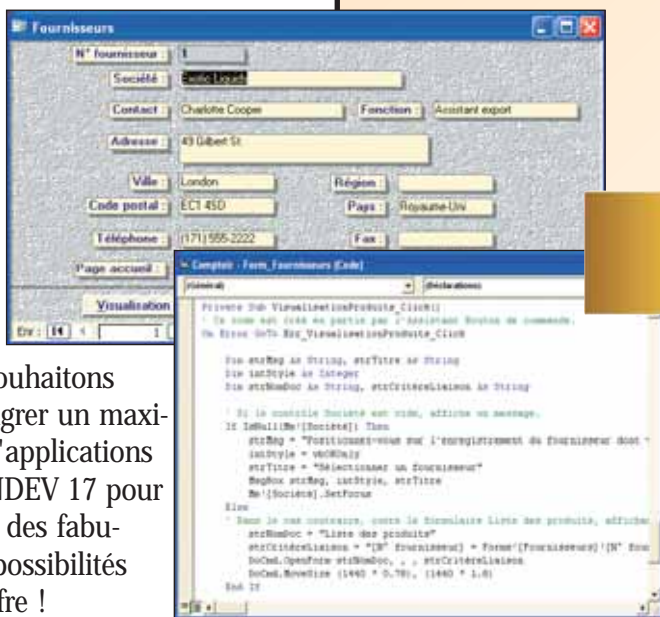 Fournisseurs
N° fournisseur : 1
Société : Exotic Liquids
Contact : Charlotte Cooper Fonction : Assistant export
Adresse : 49 Gilbert St.
Ville : London Région :
Code postal : EC1 4SD Pays : Royaume-Uni
Téléphone : (171) 555-2222 Fax :
Page accueil :
Visualisation
Enr : 1
Comptoir - Form_Fournisseurs (Code)
(Général) (déclarations)
Private Sub VisualisationProduits_Click()
' Ce code est créé en partie par l'Assistant Bouton de commande.
On Error GoTo Err_VisualisationProduits_Click
Dim strMsg As String, strTitre As String
Dim intStyle As Integer
Dim strNomDoc As String, strCritèreLiaison As String
' Si le contrôle Société est vide, affiche un message.
If IsNull(Me![Société]) Then
strMsg = "Positionnez-vous sur l'enregistrement du fournisseur dont
intStyle = vbOKOnly
strTitre = "Sélectionner un fournisseur"
MsgBox strMsg, intStyle, strTitre
Me![Société].SetFocus
Else
' Dans le cas contraire, ouvre le formulaire Liste des produits, affichan
strNomDoc = "Liste des produits"
strCritèreLiaison = "[N° fournisseur] = Forms![Fournisseurs]![N° four
DoCmd.OpenForm strNomDoc, , , strCritèreLiaison
DoCmd.MoveSize (1440 * 0.78), (1440 * 1.8)
End If
ouhaitons
grer un maxi-
'applications
NDEV 17 pour
des fabu-
possibilités
fre !